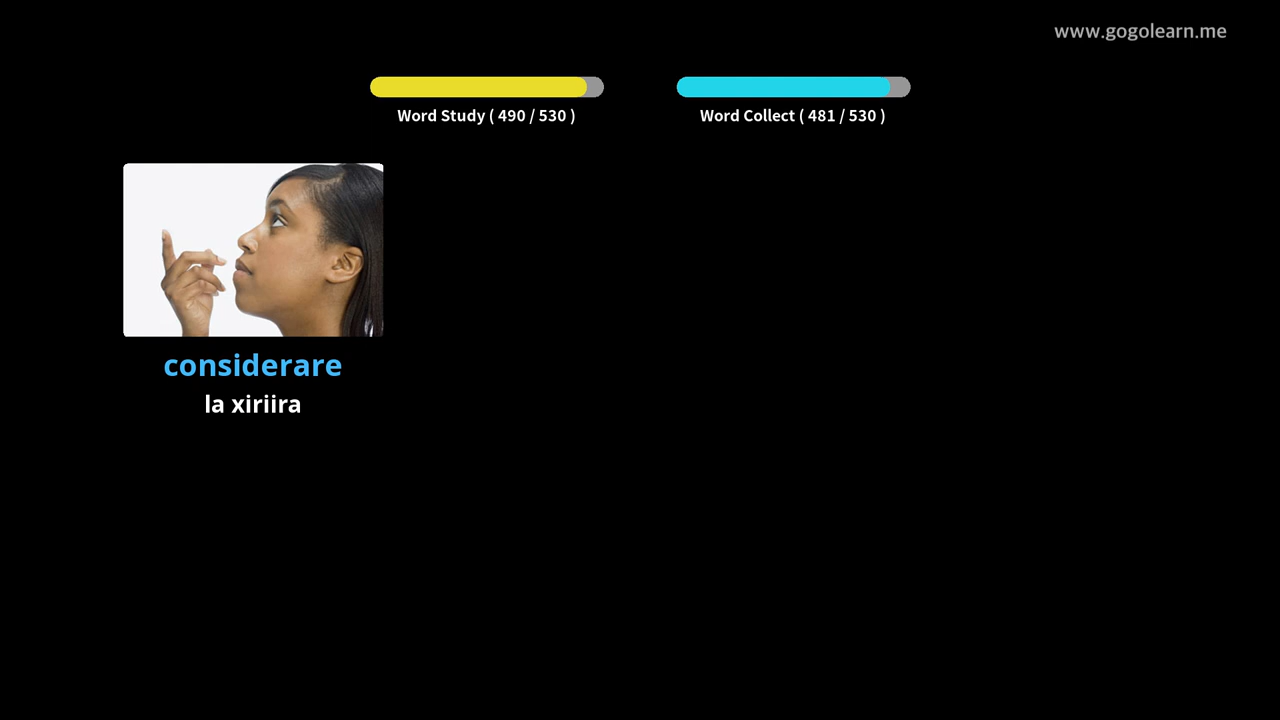 www.gogolearn.me
Word Study ( 490 / 530 )
Word Collect ( 481 / 530 )
considerare
la xiriira